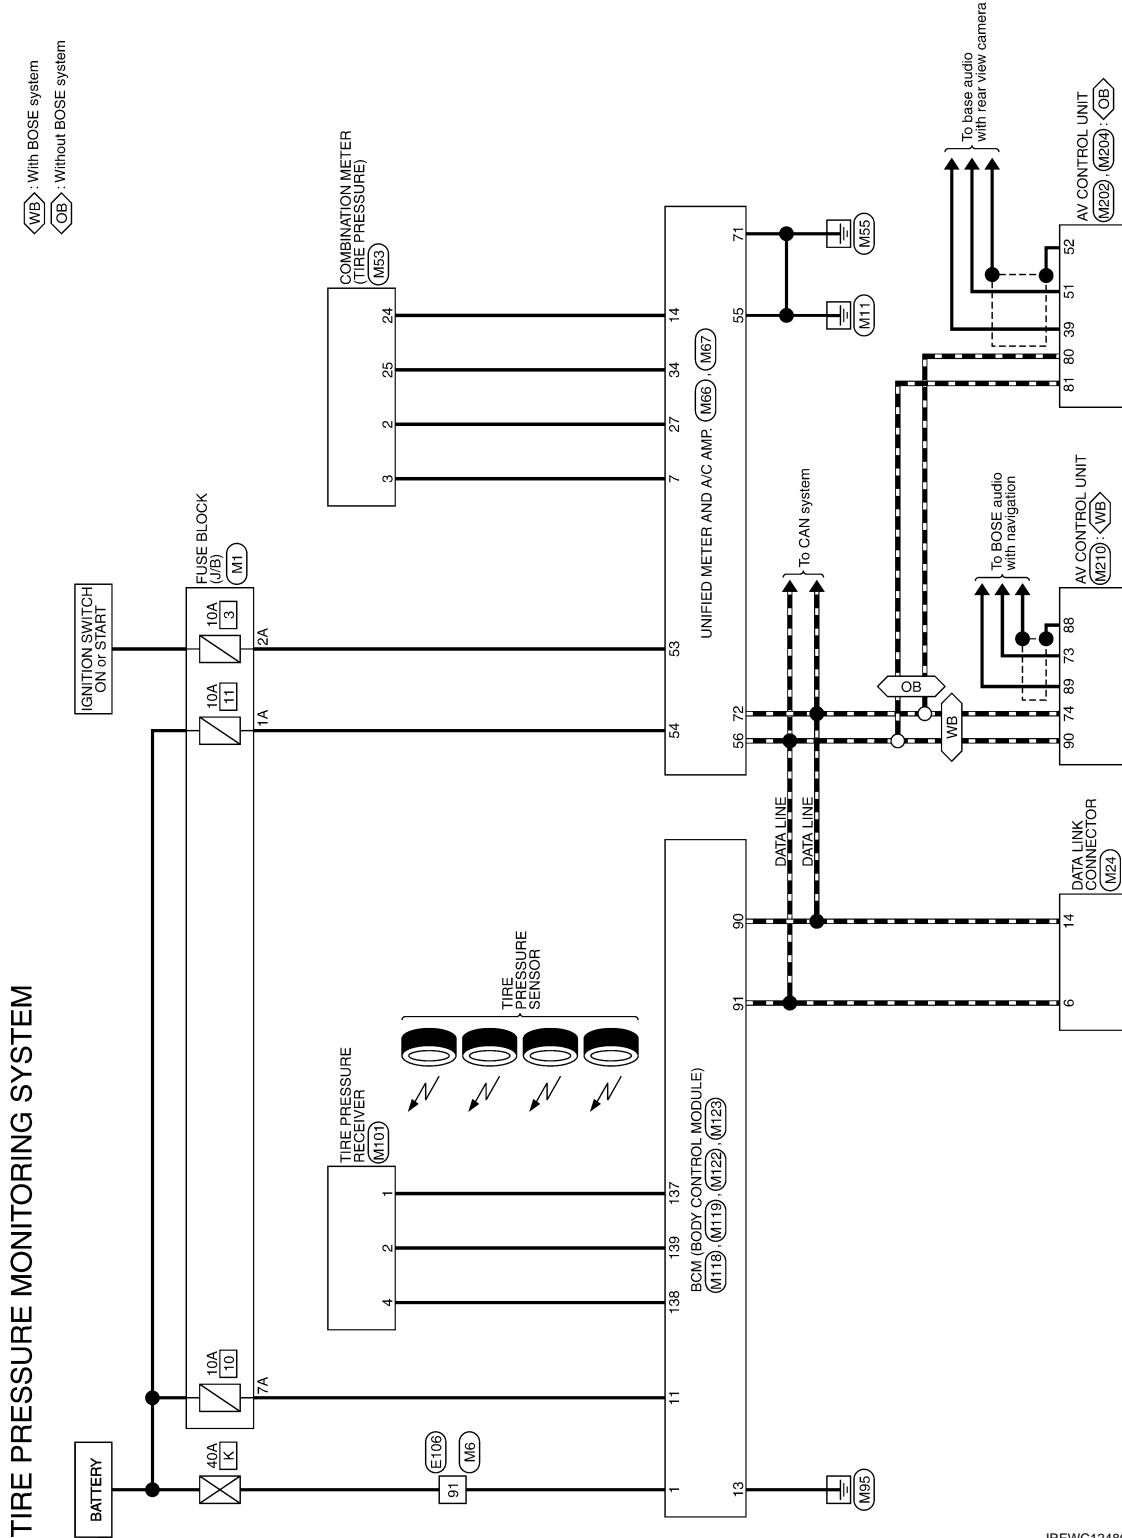 TIRE PRESSURE MONITORING SYSTEM
WB : With BOSE system
OB : Without BOSE system
BATTERY
IGNITION SWITCH
ON or START
40A
K
10A
10
10A
11
10A
3
FUSE BLOCK
(J/B)
M1
7A
1A
2A
91
E106
M6
TIRE PRESSURE
RECEIVER
M101
4
2
1
TIRE
PRESSURE
SENSOR
COMBINATION METER
(TIRE PRESSURE)
M53
3
2
25
24
1
11
138
139
137
54
53
7
27
34
14
BCM (BODY CONTROL MODULE)
M118 , M119 , M122 , M123
UNIFIED METER AND A/C AMP. M66 , M67
13
91
90
56
72
55
71
DATA LINE
DATA LINE
To CAN system
M95
M11
M55
OB
WB
To BOSE audio
with navigation
To base audio
with rear view camera
6
14
90
74
89
73
88
81
80
39
51
52
DATA LINK
CONNECTOR
M24
AV CONTROL UNIT
M210 : WB
AV CONTROL UNIT
M202 , M204 : OB